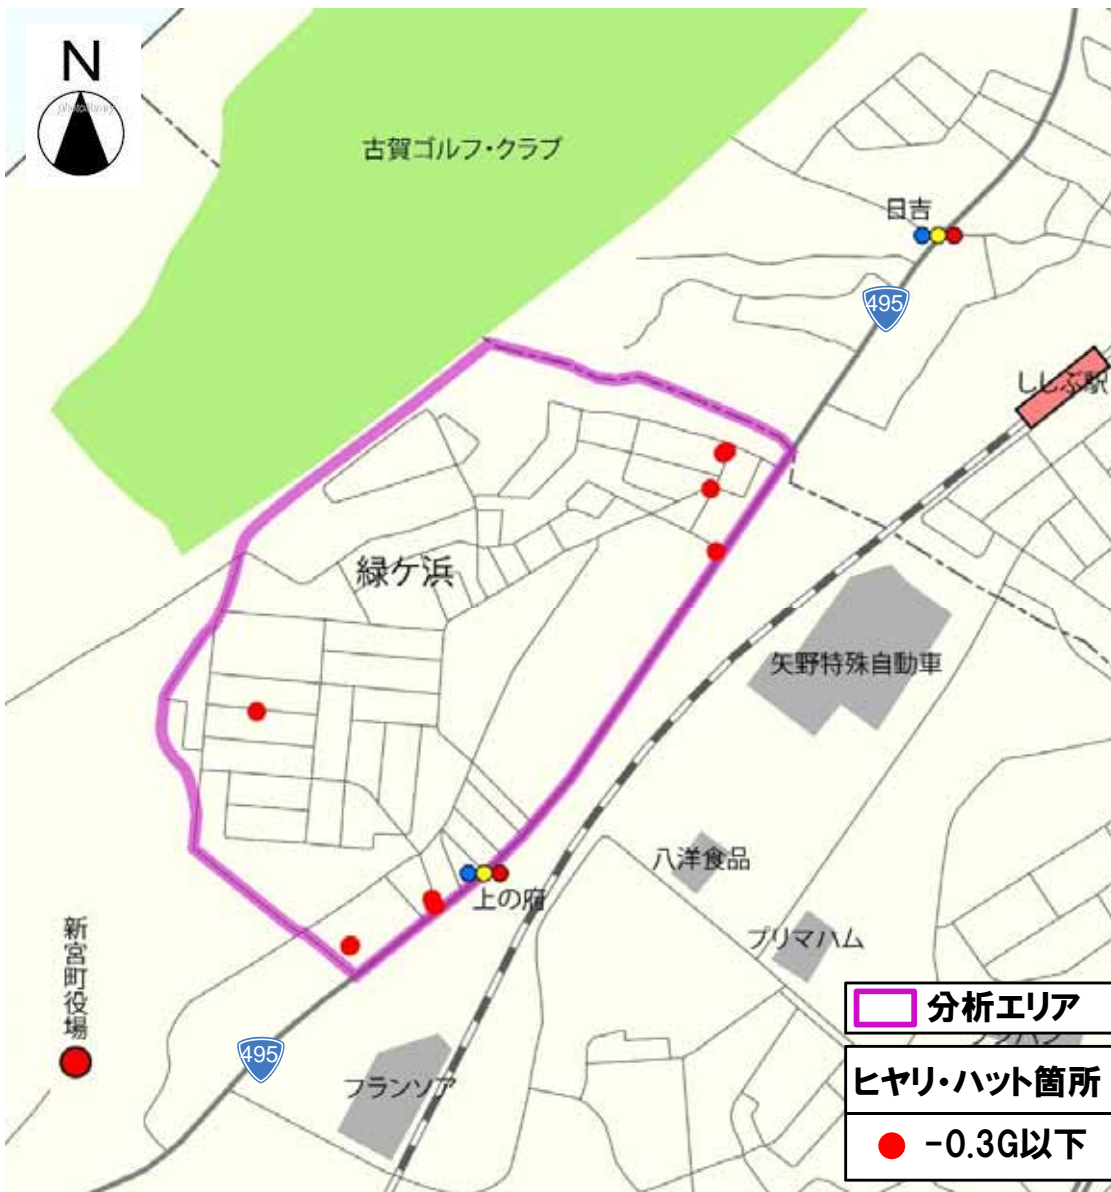 N
photolibrary
古賀ゴルフ・クラブ
日吉
495
ししぶ駅
緑ケ浜
矢野特殊自動車
八洋食品
上の府
プリマハム
新宮町役場
495
フランソア
分析エリア
ヒヤリ・ハット箇所
-0.3G以下